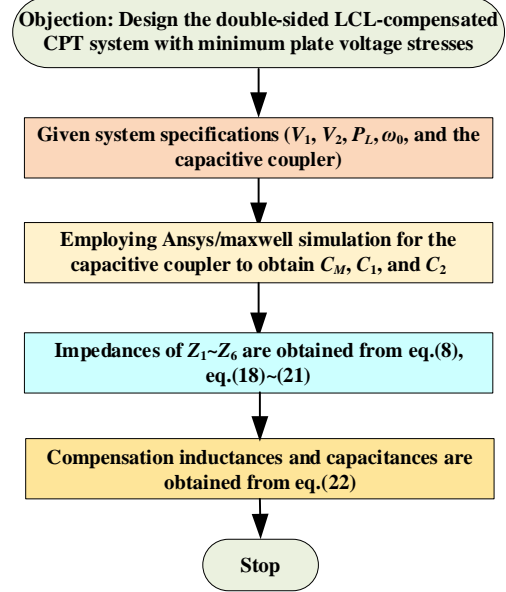 Objection: Design the double-sided LCL-compensated
CPT system with minimum plate voltage stresses
Given system specifications (V₁, V₂, P_L, ω₀, and the
capacitive coupler)
Employing Ansys/maxwell simulation for the
capacitive coupler to obtain C_M, C₁, and C₂
Impedances of Z₁~Z₆ are obtained from eq.(8),
eq.(18)~(21)
Compensation inductances and capacitances are
obtained from eq.(22)
Stop